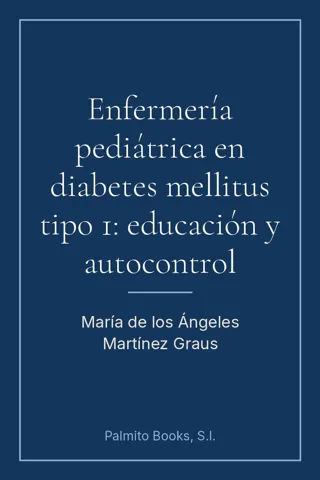 Enfermería
pediátrica en
diabetes mellitus
tipo 1: educación y
autocontrol
María de los Ángeles
Martínez Graus
Palmito Books, S.l.